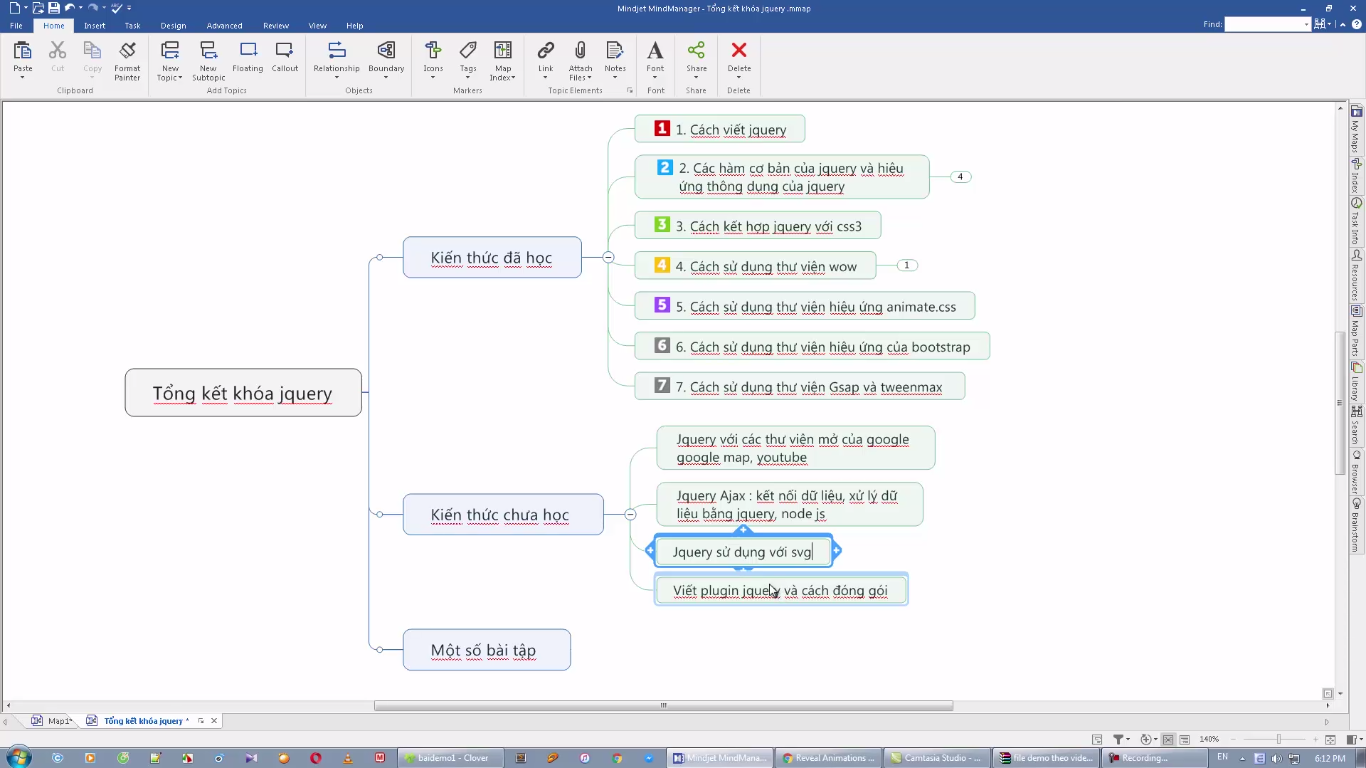 Mindjet MindManager - Tổng kết khóa jquery .mmap
File Home Insert Task Design Advanced Review View Help
Find:
Paste Cut Copy Format Painter
New Topic New Subtopic Floating Callout
Relationship Boundary
Icons Tags Map Index
Link Attach Files Notes
Font Share Delete
Clipboard Add Topics Objects Markers Topic Elements Font Share Delete
1 1. Cách viết jquery
2 2. Các hàm cơ bản của jquery và hiệu
ứng thông dụng của jquery
4
3 3. Cách kết hợp jquery với css3
Kiến thức đã học
4 4. Cách sử dụng thư viện wow
1
5 5. Cách sử dụng thư viện hiệu ứng animate.css
6 6. Cách sử dụng thư viện hiệu ứng của bootstrap
7 7. Cách sử dụng thư viện Gsap và tweenmax
Tổng kết khóa jquery
Jquery với các thư viện mở của google
google map, youtube
Kiến thức chưa học
Jquery Ajax : kết nối dữ liệu, xử lý dữ
liệu bằng jquery, node js
Jquery sử dụng với svg
Viết plugin jquery và cách đóng gói
Một số bài tập
My Maps
Index
Task Info
Resources
Map Parts
Library
Search
Browser
Brainstorm
Map1*
Tổng kết khóa jquery *
140%
baidemo1 - Clover
Mindjet MindMana...
Reveal Animations ...
Camtasia Studio - ...
file demo theo video...
Recording...
EN
6:12 PM